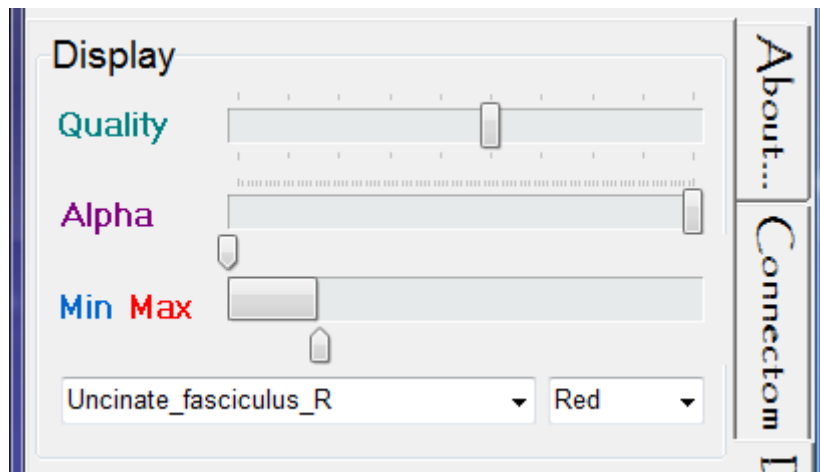 Display
Quality
Alpha
Min Max
Uncinate_fasciculus_R
Red
About...
Connectom